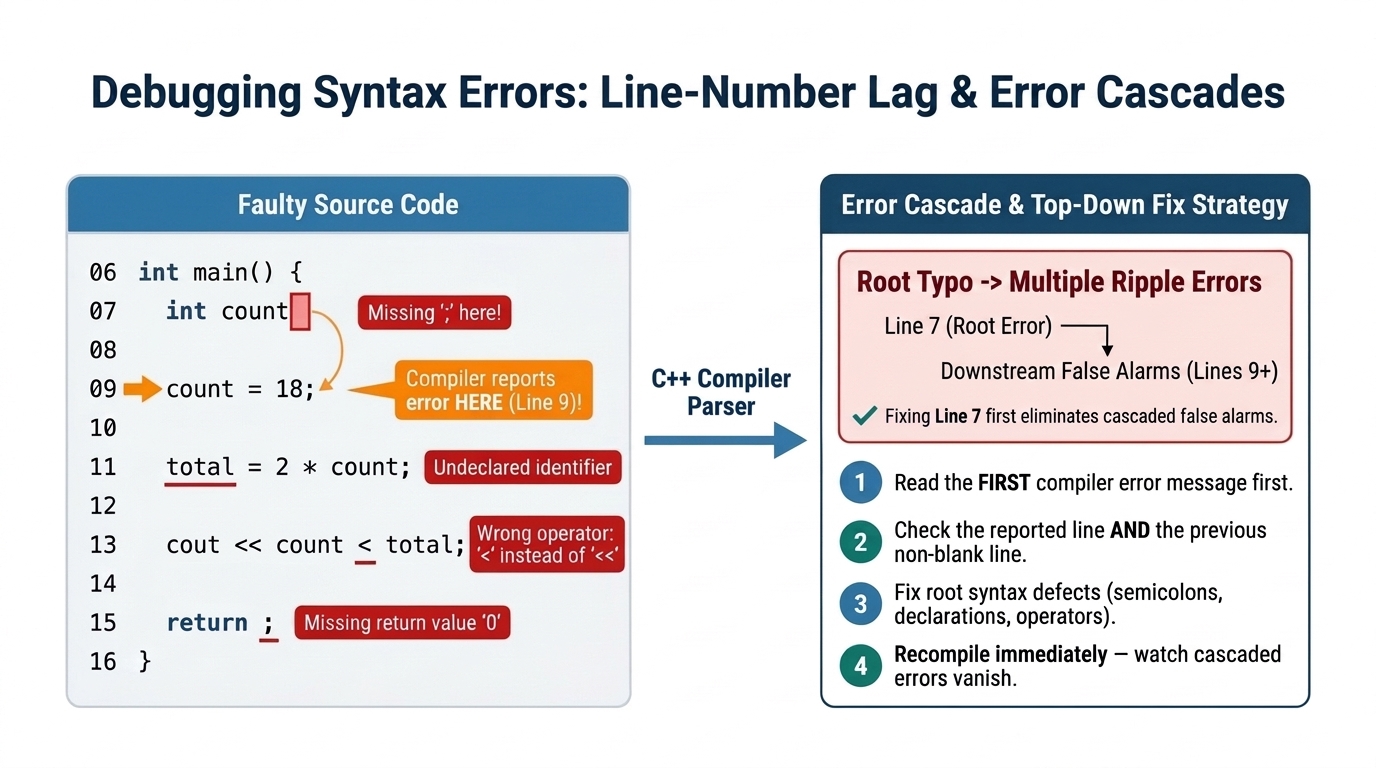 Debugging Syntax Errors: Line-Number Lag & Error Cascades
Faulty Source Code
06 int main() {
07 int count
Missing ';' here!
08
09 count = 18;
Compiler reports
error HERE (Line 9)!
10
11 total = 2 * count;
Undeclared identifier
12
13 cout << count < total;
Wrong operator:
'<' instead of '<<'
14
15 return ;
Missing return value '0'
16 }
C++ Compiler
Parser
Error Cascade & Top-Down Fix Strategy
Root Typo -> Multiple Ripple Errors
Line 7 (Root Error)
Downstream False Alarms (Lines 9+)
Fixing Line 7 first eliminates cascaded false alarms.
1 Read the FIRST compiler error message first.
2 Check the reported line AND the previous
non-blank line.
3 Fix root syntax defects (semicolons,
declarations, operators).
4 Recompile immediately — watch cascaded
errors vanish.